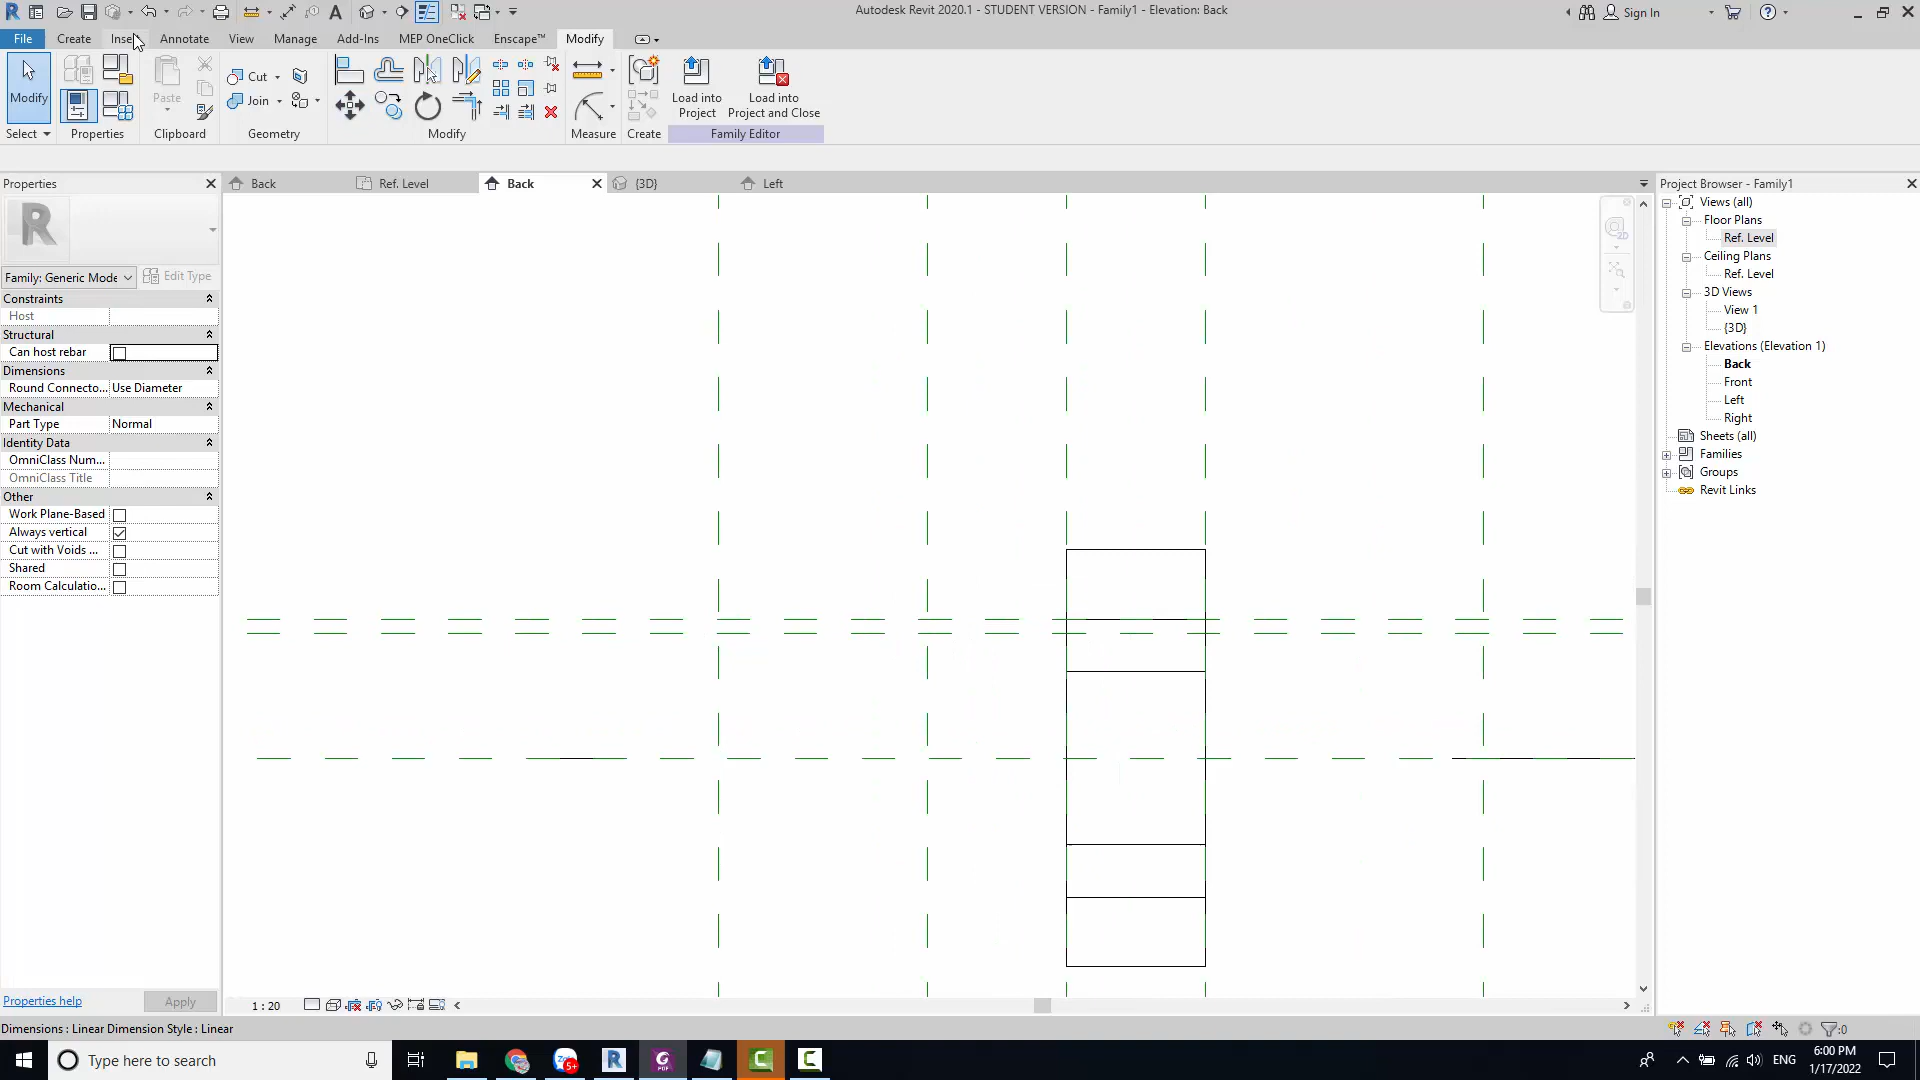 Autodesk Revit 2020.1 - STUDENT VERSION - Family1 - Elevation: Back
Sign In
File Create Inse Annotate View Manage Add-Ins MEP OneClick Enscape™ Modify
Modify
Paste
Cut
Join
Load into
Project
Load into
Project and Close
Select Properties Clipboard Geometry Modify Measure Create Family Editor
Properties
Back
Ref. Level
Back
{3D}
Left
Project Browser - Family1
R
Family: Generic Mode
Edit Type
Constraints
Host
Structural
Can host rebar
Dimensions
Round Connecto... Use Diameter
Mechanical
Part Type Normal
Identity Data
OmniClass Num...
OmniClass Title
Other
Work Plane-Based
Always vertical
Cut with Voids ...
Shared
Room Calculatio...
Properties help
Apply
2D
Views (all)
Floor Plans
Ref. Level
Ceiling Plans
Ref. Level
3D Views
View 1
{3D}
Elevations (Elevation 1)
Back
Front
Left
Right
Sheets (all)
Families
Groups
Revit Links
1 : 20
Dimensions : Linear Dimension Style : Linear
:0
Type here to search
5+
ENG
6:00 PM
1/17/2022